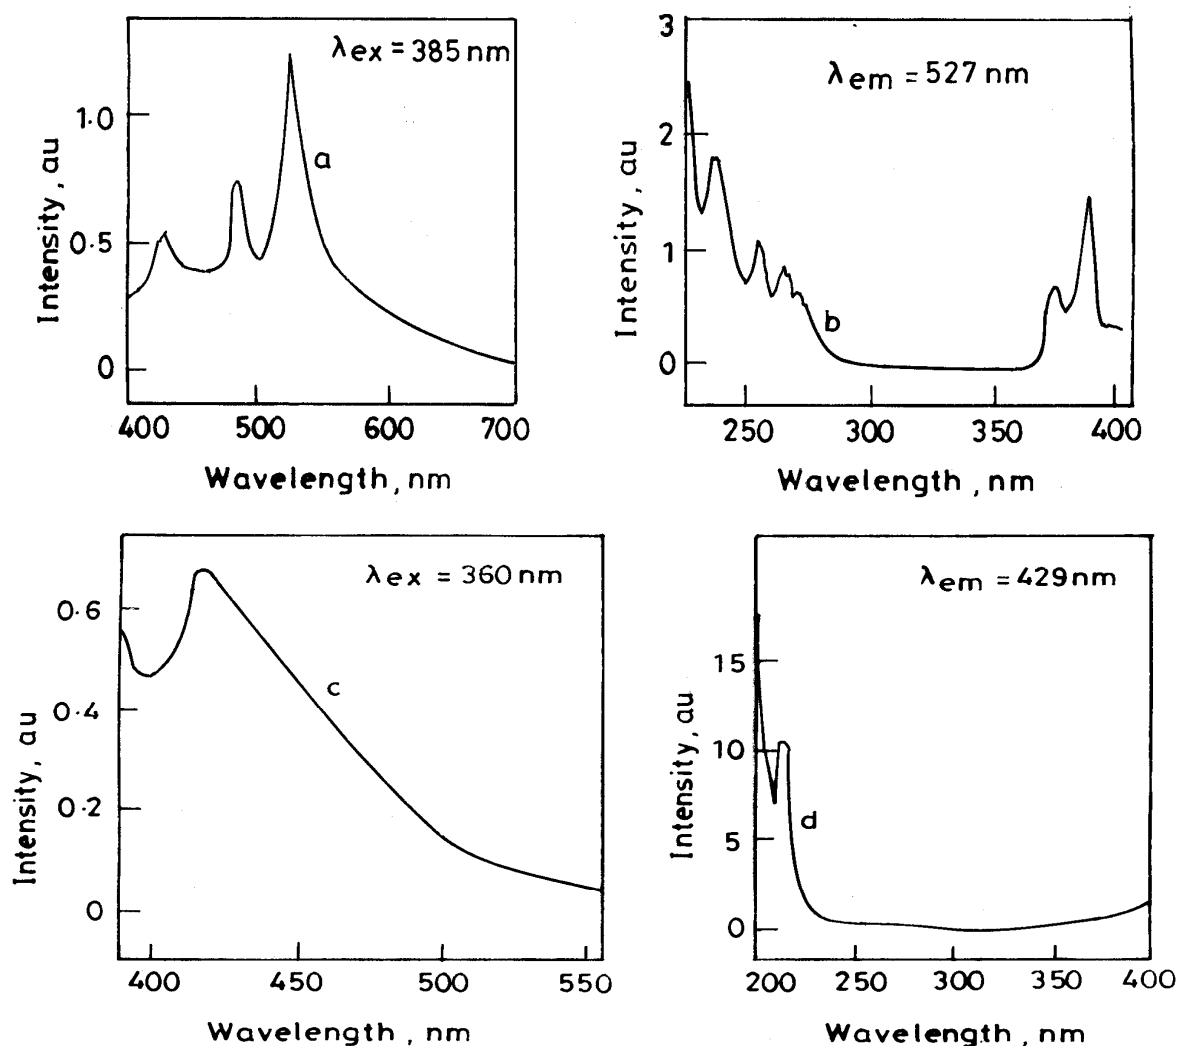 λex = 385 nm
1.0
0.5
0
a
400 500 600 700
Intensity, au
Wavelength, nm
λem = 527 nm
3
2
1
0
b
250 300 350 400
Intensity, au
Wavelength, nm
λex = 360 nm
0.6
0.4
0.2
0
c
400 450 500 550
Intensity, au
Wavelength, nm
λem = 429 nm
15
10
5
0
d
200 250 300 350 400
Intensity, au
Wavelength, nm